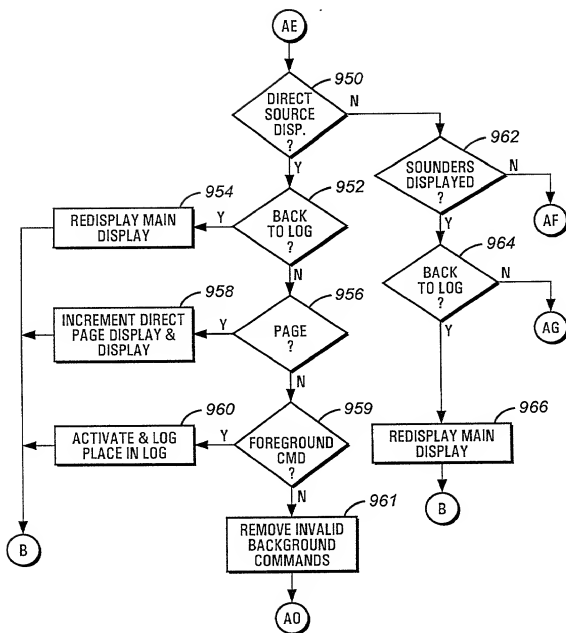 AE
950
DIRECT
SOURCE
DISP.
?
N
Y
962
SOUNDERS
DISPLAYED
?
N
AF
Y
954
REDISPLAY MAIN
DISPLAY
952
BACK
TO LOG
?
Y
N
964
BACK
TO LOG
?
N
AG
Y
958
INCREMENT DIRECT
PAGE DISPLAY &
DISPLAY
956
PAGE
?
Y
N
960
ACTIVATE & LOG
PLACE IN LOG
959
FOREGROUND
CMD
?
Y
N
966
REDISPLAY MAIN
DISPLAY
B
961
REMOVE INVALID
BACKGROUND
COMMANDS
B
AO